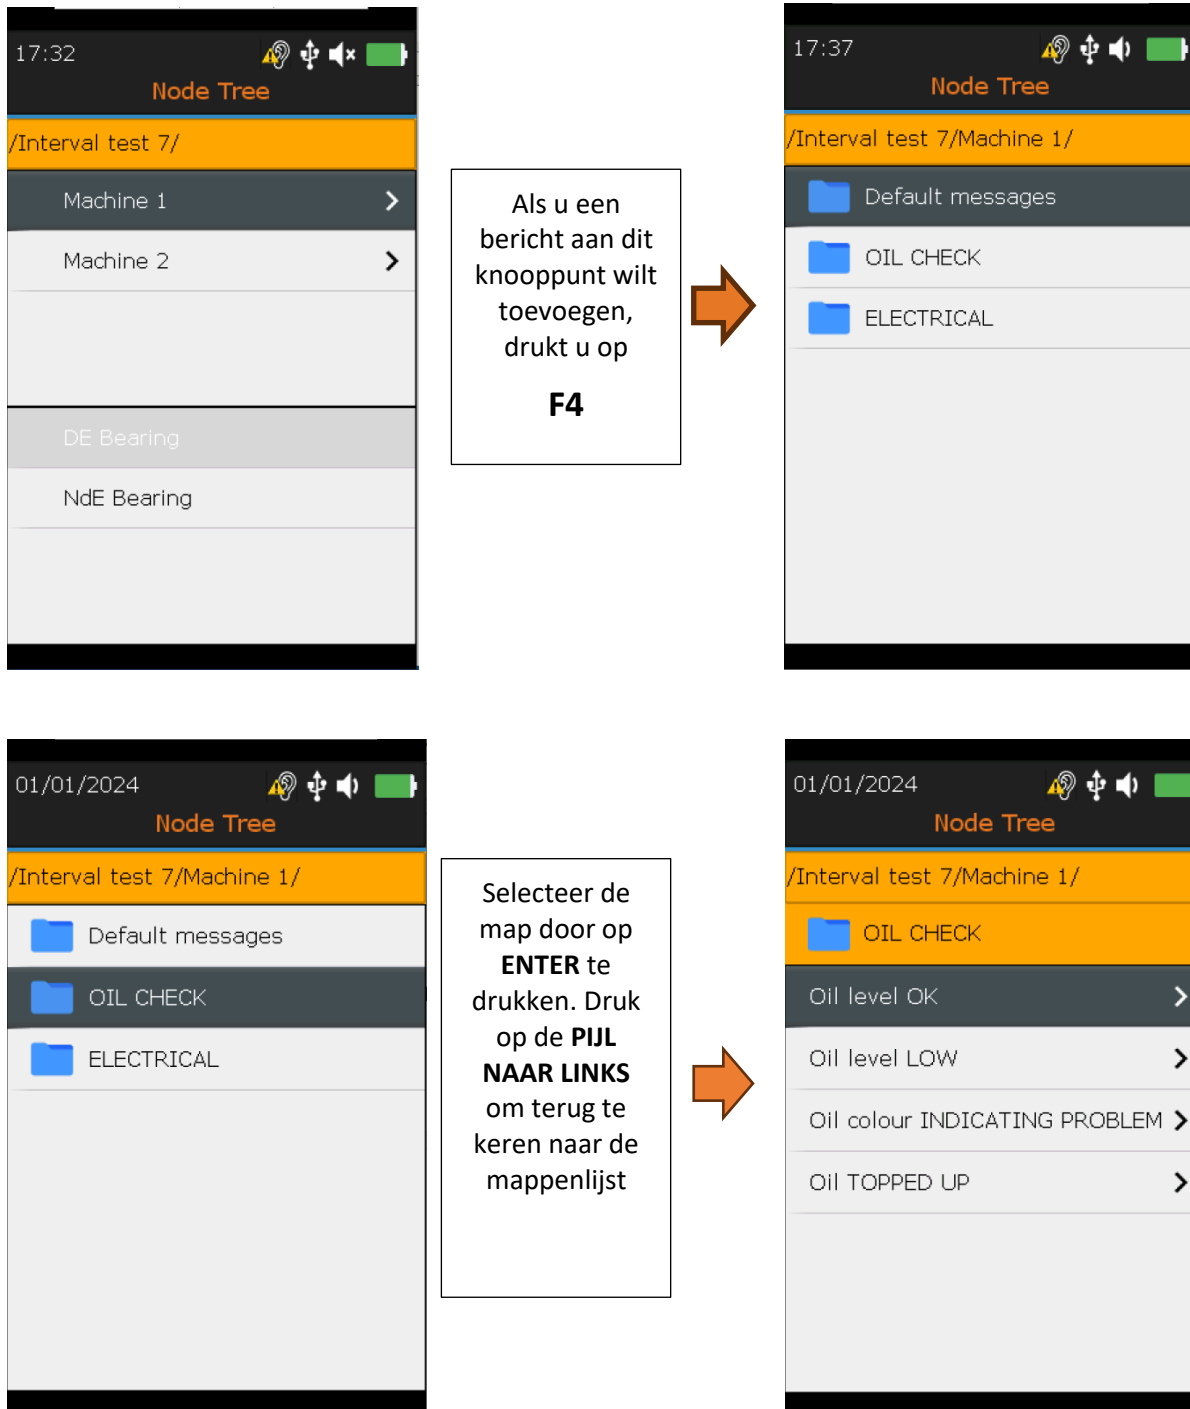 17:32
Node Tree
/Interval test 7/
Machine 1
Machine 2
DE Bearing
NdE Bearing
Als u een
bericht aan dit
knooppunt wilt
toevoegen,
drukt u op
F4
17:37
Node Tree
/Interval test 7/Machine 1/
Default messages
OIL CHECK
ELECTRICAL
01/01/2024
Node Tree
/Interval test 7/Machine 1/
Default messages
OIL CHECK
ELECTRICAL
Selecteer de
map door op
ENTER te
drukken. Druk
op de PIJL
NAAR LINKS
om terug te
keren naar de
mappenlijst
01/01/2024
Node Tree
/Interval test 7/Machine 1/
OIL CHECK
Oil level OK
Oil level LOW
Oil colour INDICATING PROBLEM
Oil TOPPED UP